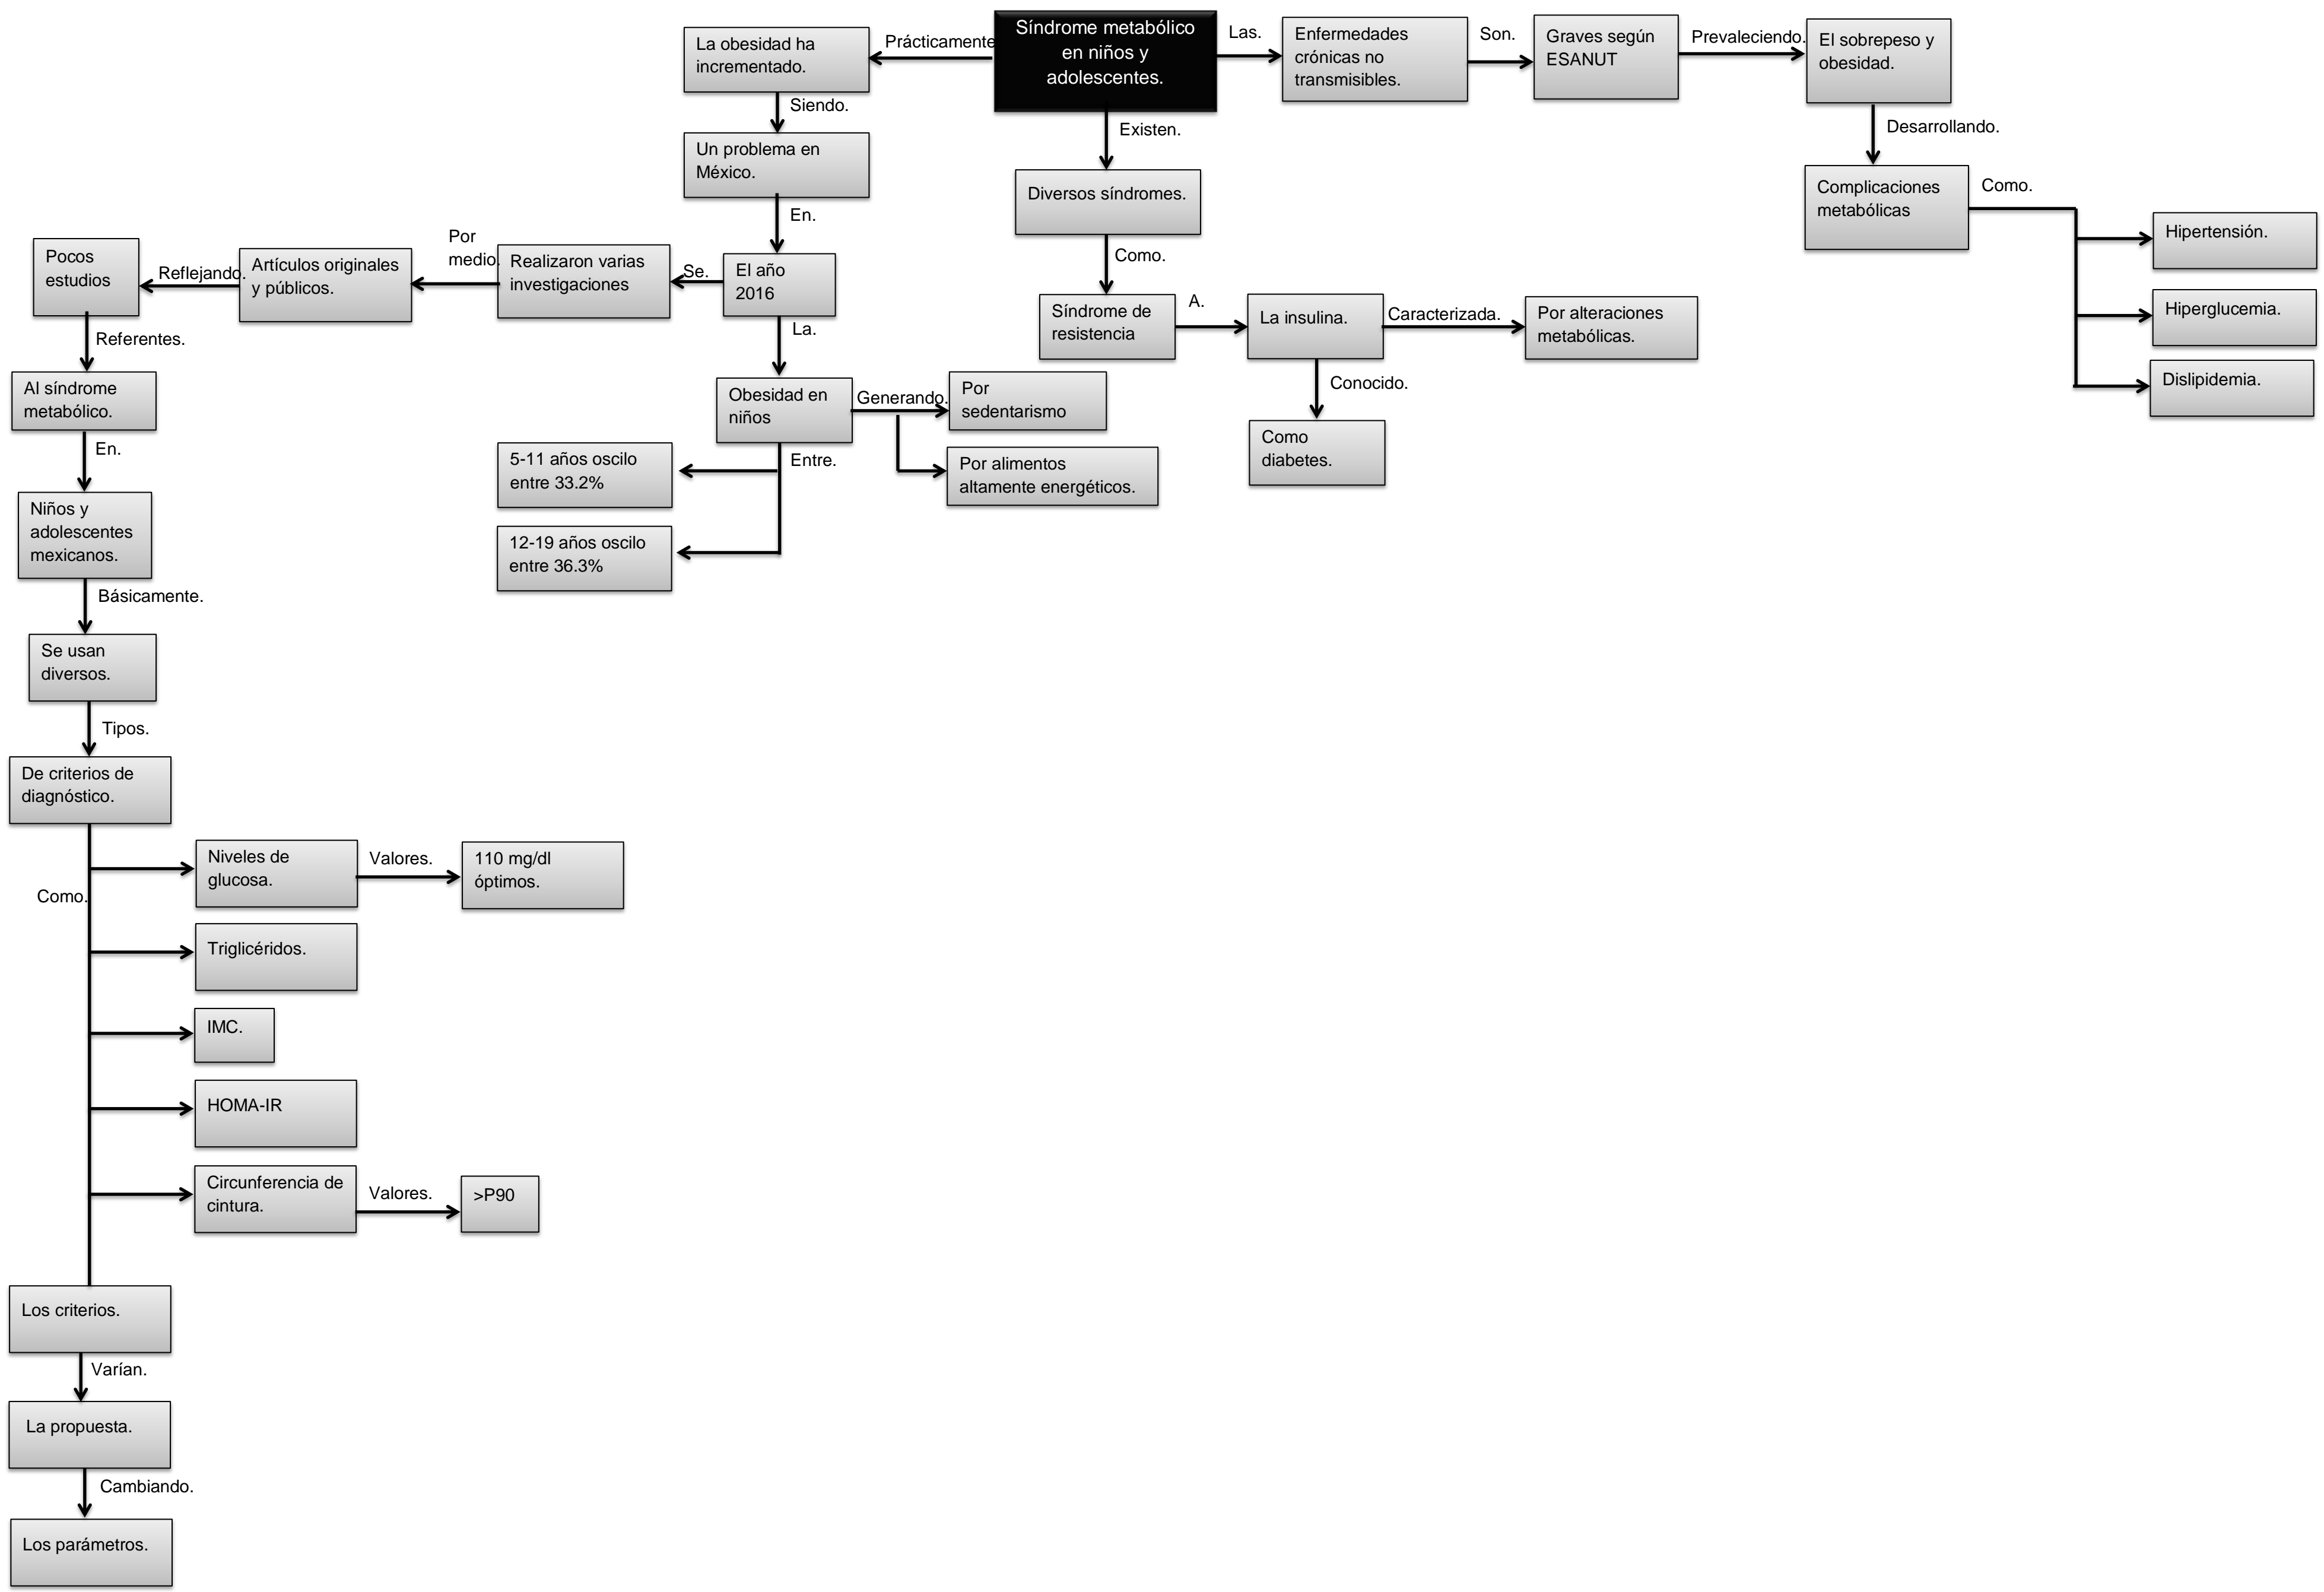 Síndrome metabólico
en niños y
adolescentes.
Prácticamente
La obesidad ha
incrementado.
Siendo.
Un problema en
México.
En.
El año
2016
Se.
Realizaron varias
investigaciones
Por
medio.
Artículos originales
y públicos.
Reflejando.
Pocos
estudios
Referentes.
Al síndrome
metabólico.
En.
Niños y
adolescentes
mexicanos.
Básicamente.
Se usan
diversos.
Tipos.
De criterios de
diagnóstico.
Como.
Niveles de
glucosa.
Valores.
110 mg/dl
óptimos.
Triglicéridos.
IMC.
HOMA-IR
Circunferencia de
cintura.
Valores.
>P90
Los criterios.
Varían.
La propuesta.
Cambiando.
Los parámetros.
La.
Obesidad en
niños
Generando.
Por
sedentarismo
Por alimentos
altamente energéticos.
Entre.
5-11 años oscilo
entre 33.2%
12-19 años oscilo
entre 36.3%
Existen.
Diversos síndromes.
Como.
Síndrome de
resistencia
A.
La insulina.
Caracterizada.
Por alteraciones
metabólicas.
Conocido.
Como
diabetes.
Las.
Enfermedades
crónicas no
transmisibles.
Son.
Graves según
ESANUT
Prevaleciendo.
El sobrepeso y
obesidad.
Desarrollando.
Complicaciones
metabólicas
Como.
Hipertensión.
Hiperglucemia.
Dislipidemia.